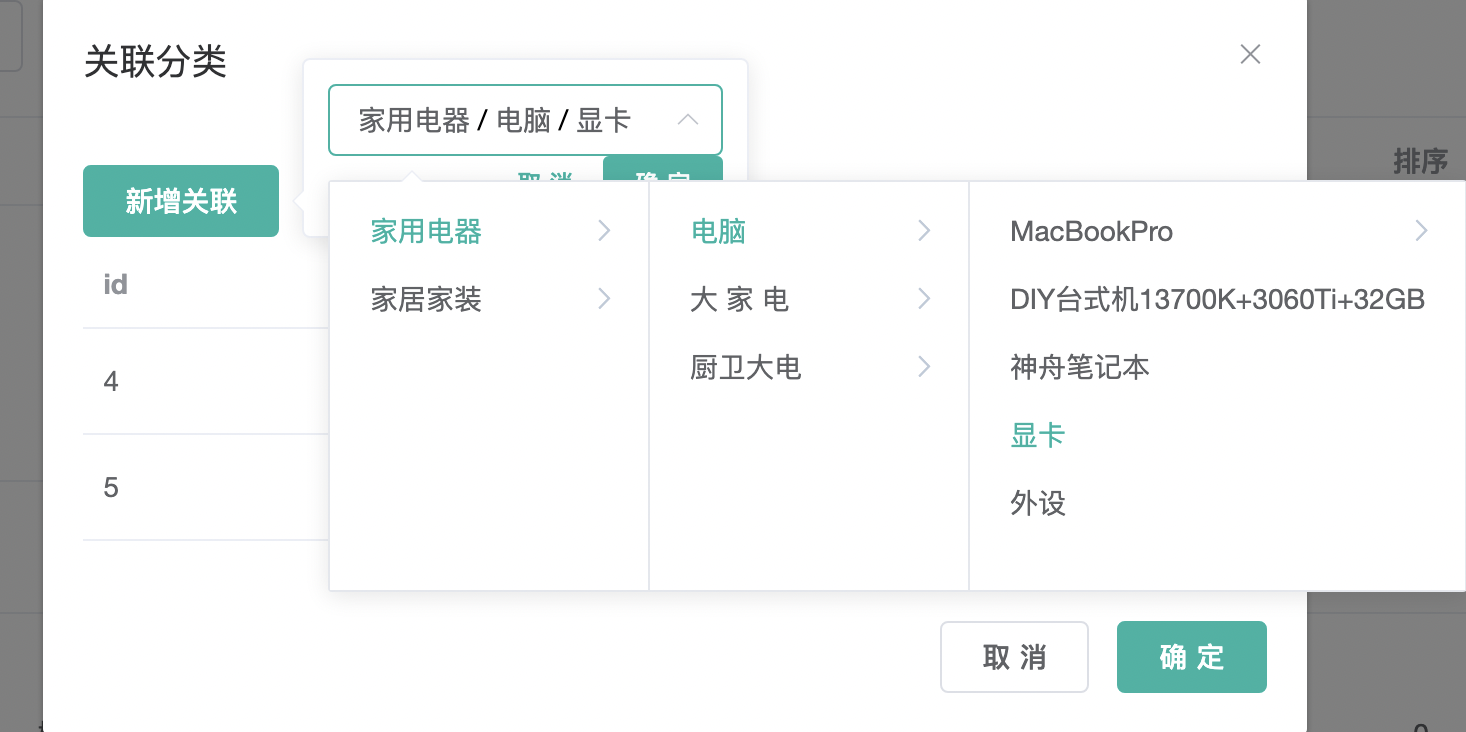 关联分类
家用电器 / 电脑 / 显卡
取 消
确 定
新增关联
排序
家用电器
家居家装
电脑
大 家 电
厨卫大电
MacBookPro
DIY台式机13700K+3060Ti+32GB
神舟笔记本
显卡
外设
id
4
5
取 消
确 定